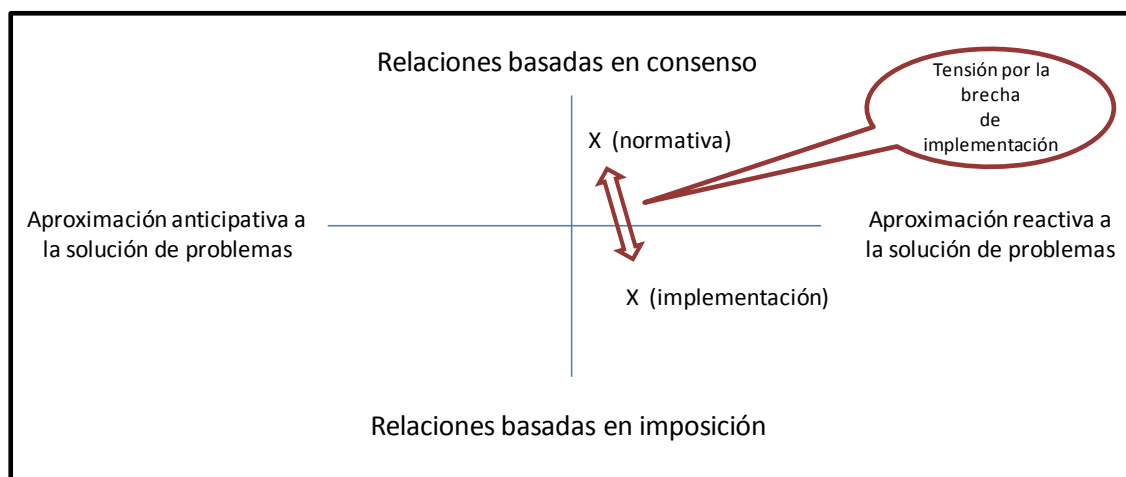 Relaciones basadas en consenso
Tensión por la
brecha
de
implementación
X (normativa)
Aproximación anticipativa a
la solución de problemas
Aproximación reactiva a
la solución de problemas
X (implementación)
Relaciones basadas en imposición